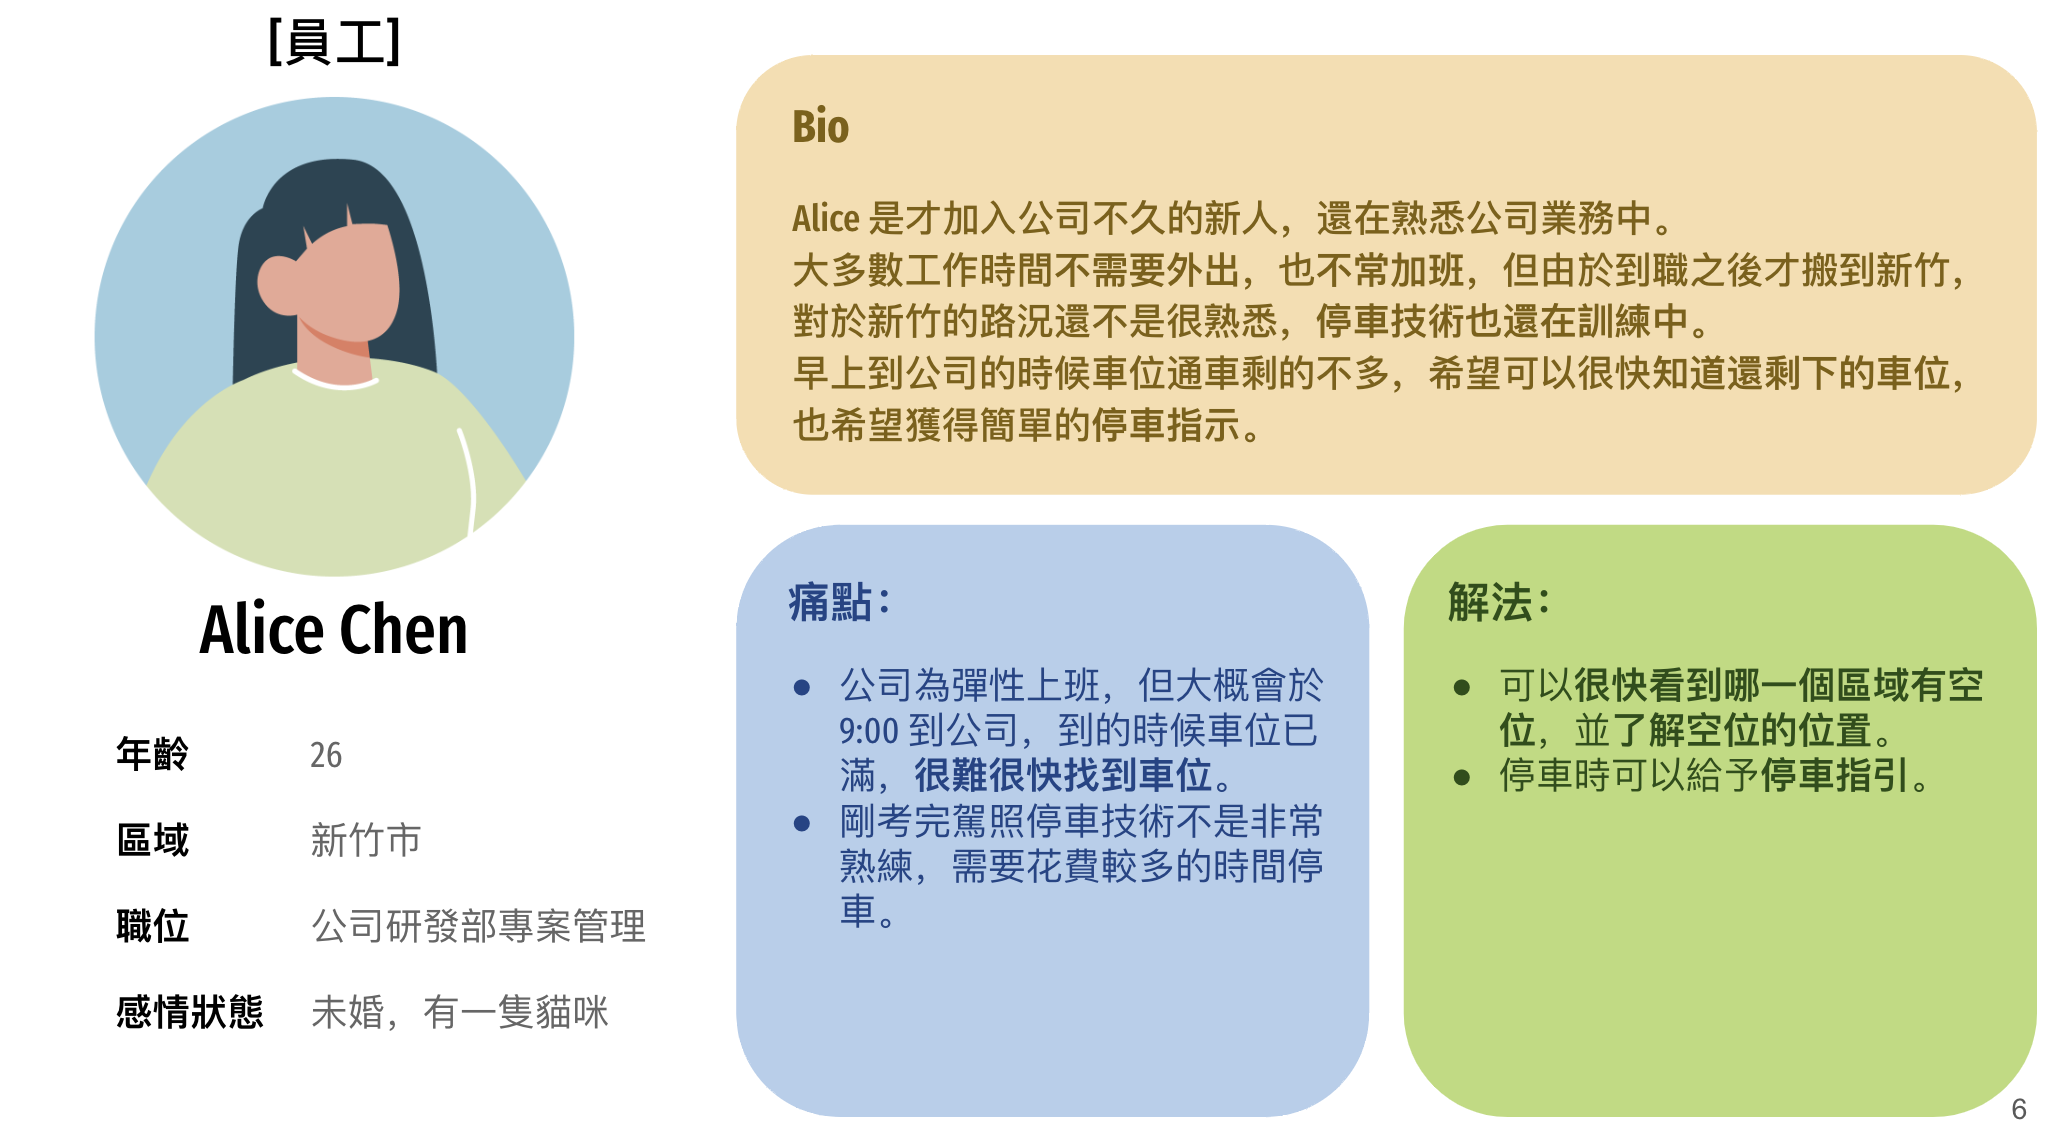 [員工]
Alice Chen
年齡 26
區域 新竹市
職位 公司研發部專案管理
感情狀態 未婚，有一隻貓咪
Bio
Alice 是才加入公司不久的新人，還在熟悉公司業務中。
大多數工作時間不需要外出，也不常加班，但由於到職之後才搬到新竹，
對於新竹的路況還不是很熟悉，停車技術也還在訓練中。
早上到公司的時候車位通車剩的不多，希望可以很快知道還剩下的車位，
也希望獲得簡單的停車指示。
痛點：
● 公司為彈性上班，但大概會於
9:00 到公司，到的時候車位已
滿，很難很快找到車位。
● 剛考完駕照停車技術不是非常
熟練，需要花費較多的時間停
車。
解法：
● 可以很快看到哪一個區域有空
位，並了解空位的位置。
● 停車時可以給予停車指引。
6